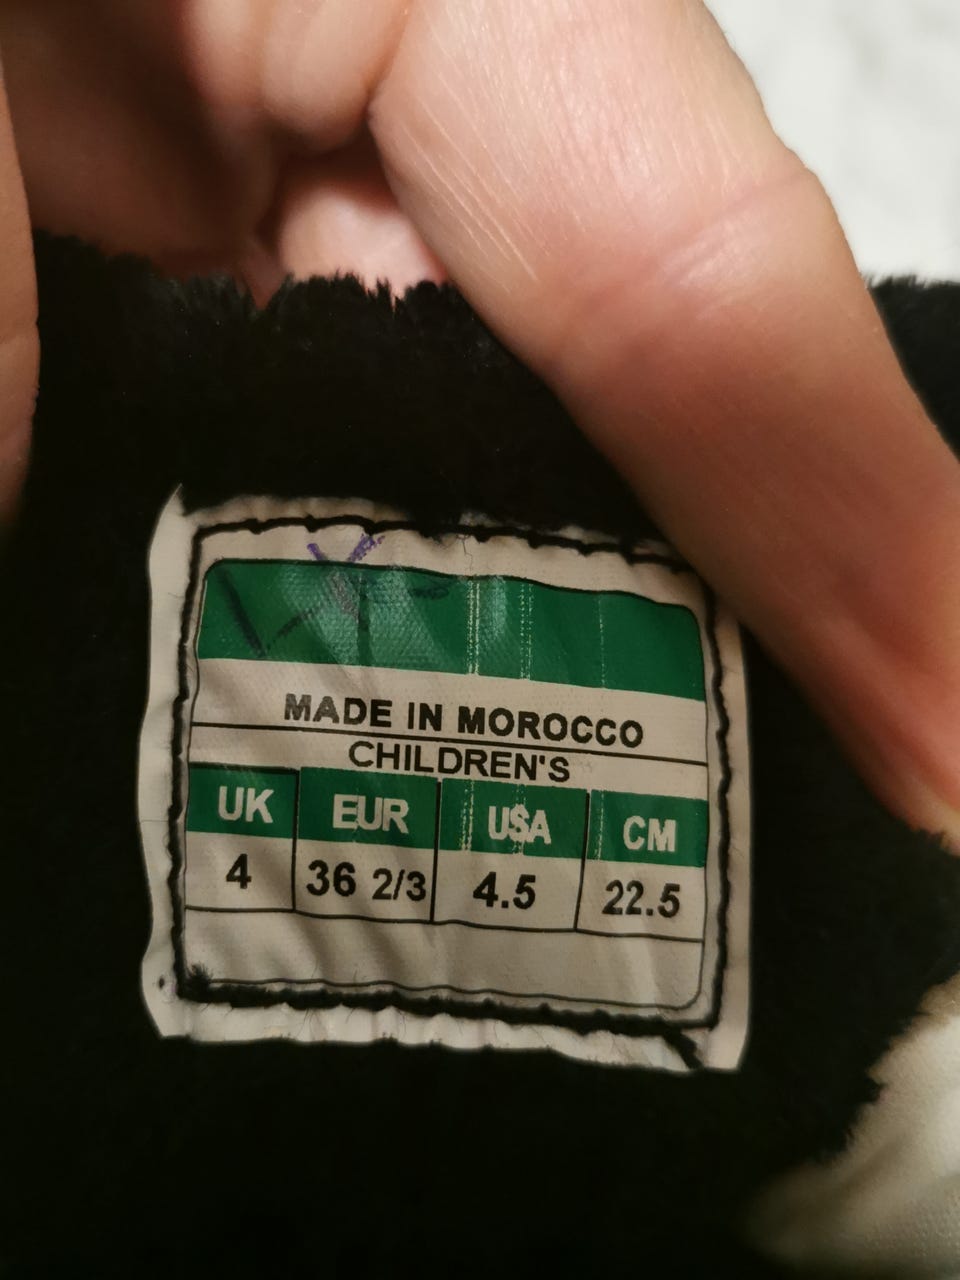 MADE IN MOROCCO
CHILDREN'S
UK EUR USA CM
4 36 2/3 4.5 22.5